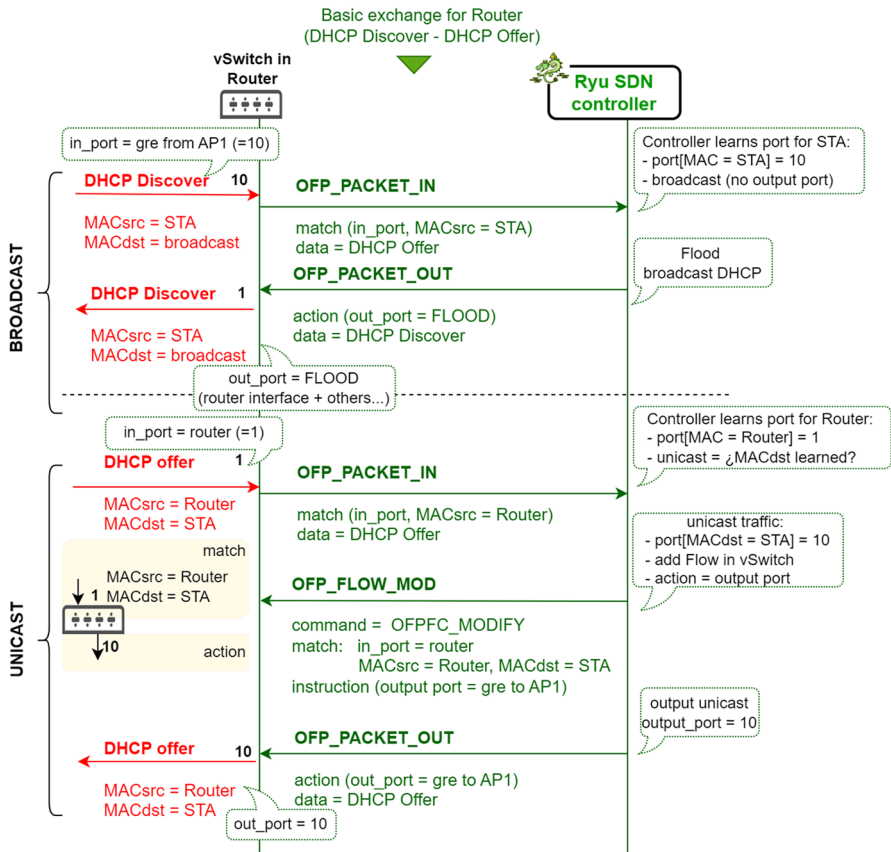 Basic exchange for Router
(DHCP Discover - DHCP Offer)
vSwitch in
Router
Ryu SDN
controller
in_port = gre from AP1 (=10)
Controller learns port for STA:
- port[MAC = STA] = 10
- broadcast (no output port)
BROADCAST
DHCP Discover
10
OFP_PACKET_IN
MACsrc = STA
MACdst = broadcast
match (in_port, MACsrc = STA)
data = DHCP Offer
Flood
broadcast DHCP
OFP_PACKET_OUT
DHCP Discover
1
action (out_port = FLOOD)
data = DHCP Discover
MACsrc = STA
MACdst = broadcast
out_port = FLOOD
(router interface + others...)
Controller learns port for Router:
- port[MAC = Router] = 1
- unicast = ¿MACdst learned?
in_port = router (=1)
UNICAST
DHCP offer
1
OFP_PACKET_IN
MACsrc = Router
MACdst = STA
match (in_port, MACsrc = Router)
data = DHCP Offer
unicast traffic:
- port[MACdst = STA] = 10
- add Flow in vSwitch
- action = output port
match
MACsrc = Router
MACdst = STA
1
10
action
OFP_FLOW_MOD
command = OFPFC_MODIFY
match: in_port = router
MACsrc = Router, MACdst = STA
instruction (output port = gre to AP1)
output unicast
output_port = 10
DHCP offer
10
OFP_PACKET_OUT
MACsrc = Router
MACdst = STA
action (out_port = gre to AP1)
data = DHCP Offer
out_port = 10